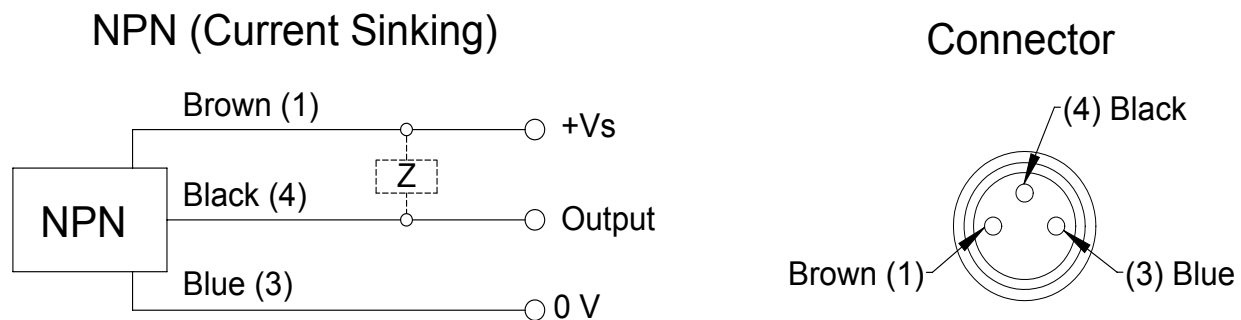 NPN (Current Sinking)
Brown (1)
+Vs
Z
NPN
Black (4)
Output
Blue (3)
0 V
Connector
(4) Black
Brown (1)
(3) Blue